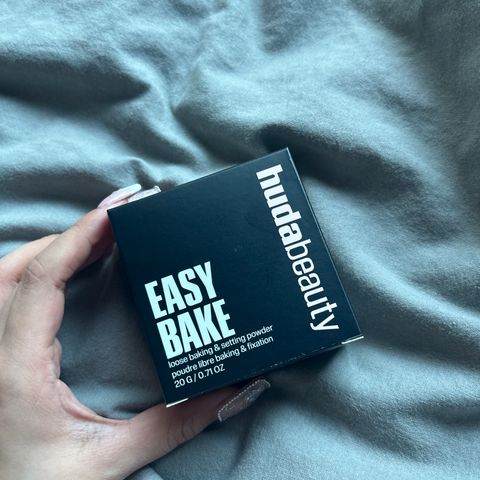 hudabeauty
EASY
BAKE
loose baking & setting powder
poudre libre baking & fixation
20 G / 0.71 OZ